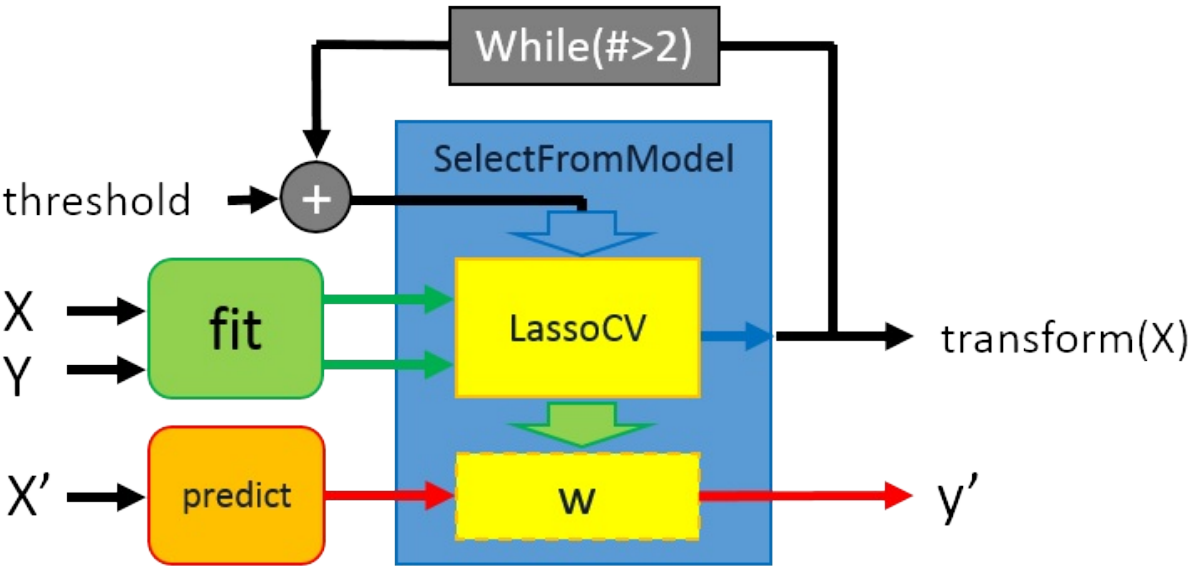 While(#>2)
SelectFromModel
threshold
+
X
Y
fit
LassoCV
transform(X)
X’
predict
w
y’